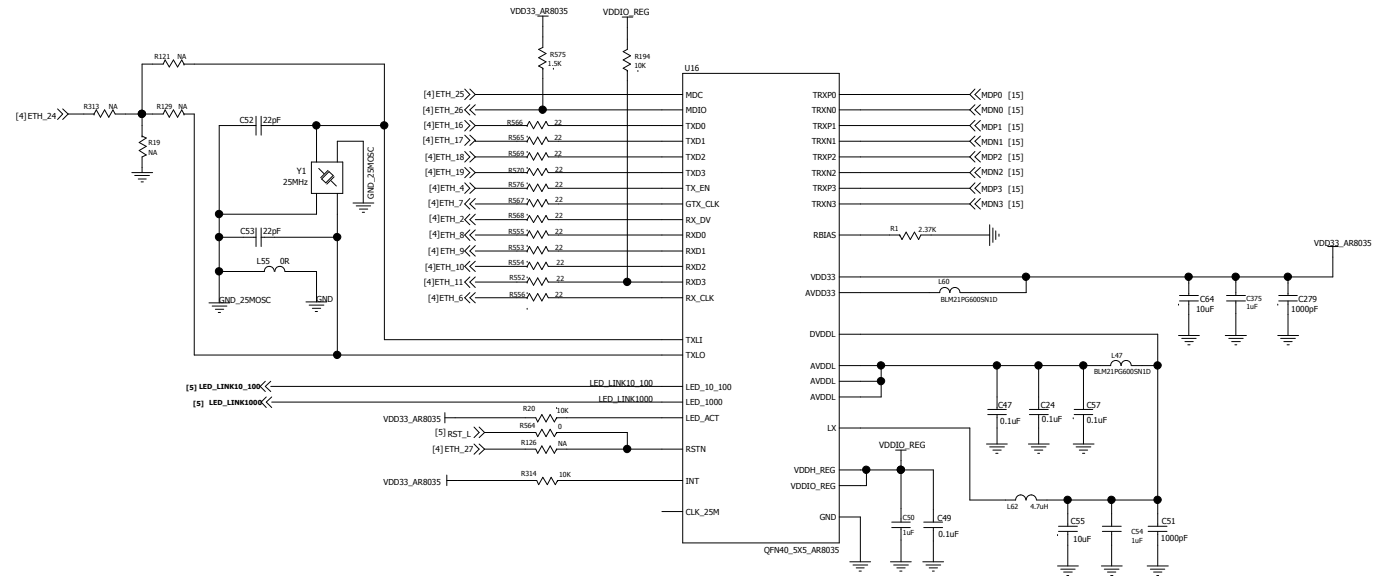 VDD33_AR8035
VDDIO_REG
R575
1.5K
R194
10K
R121 NA
[4]ETH_24
R313 NA
R129 NA
R19
NA
C52 22pF
Y1
25MHz
GND_25MOSC
C53 22pF
L55 0R
GND_25MOSC
GND
U16
[4]ETH_25 MDC
[4]ETH_26 MDIO
[4]ETH_16 R566 22 TXD0
[4]ETH_17 R565 22 TXD1
[4]ETH_18 R569 22 TXD2
[4]ETH_19 R570 22 TXD3
[4]ETH_4 R576 22 TX_EN
[4]ETH_7 R567 22 GTX_CLK
[4]ETH_2 R568 22 RX_DV
[4]ETH_8 R555 22 RXD0
[4]ETH_9 R553 22 RXD1
[4]ETH_10 R554 22 RXD2
[4]ETH_11 R552 22 RXD3
[4]ETH_6 R556 22 RX_CLK
TXLI
TXLO
[5] LED_LINK10_100 LED_LINK10_100 LED_10_100
[5] LED_LINK1000 LED_LINK1000 LED_1000
VDD33_AR8035 R20 10K LED_ACT
[5]RST_L R564 0
[4]ETH_27 R126 NA RSTN
VDD33_AR8035 R314 10K INT
CLK_25M
TRXP0 MDP0 [15]
TRXN0 MDN0 [15]
TRXP1 MDP1 [15]
TRXN1 MDN1 [15]
TRXP2 MDP2 [15]
TRXN2 MDN2 [15]
TRXP3 MDP3 [15]
TRXN3 MDN3 [15]
RBIAS R1 2.37K
VDD33_AR8035
VDD33
AVDD33 L60
BLM21PG600SN1D
C64
10uF
C375
1uF
C279
1000pF
DVDDL
AVDDL L47
BLM21PG600SN1D
AVDDL
AVDDL
C47
0.1uF
C24
0.1uF
C57
0.1uF
LX
VDDIO_REG
VDDH_REG
VDDIO_REG
GND
C50
1uF
C49
0.1uF
L62 4.7uH
C55
10uF
C54
1uF
C51
1000pF
QFN40_5X5_AR8035